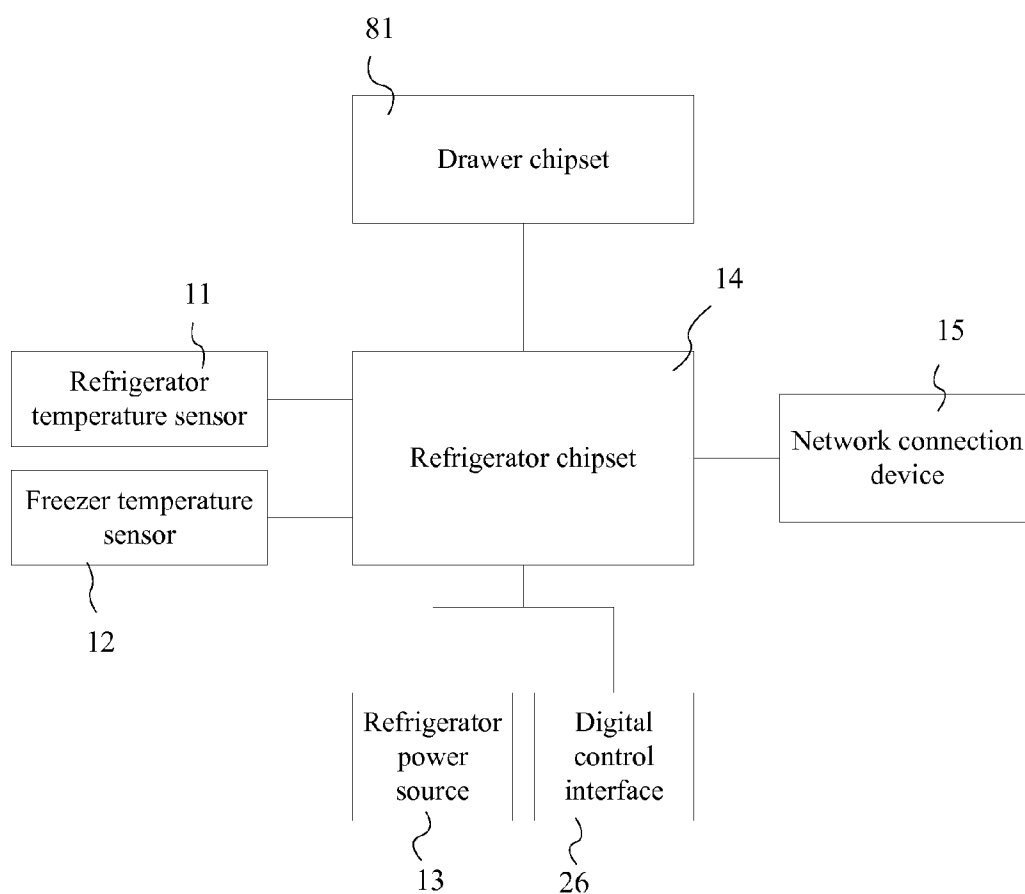 81
Drawer chipset
14
11
15
Refrigerator
temperature sensor
Refrigerator chipset
Network connection
device
Freezer temperature
sensor
12
Refrigerator
power
source
Digital
control
interface
13
26